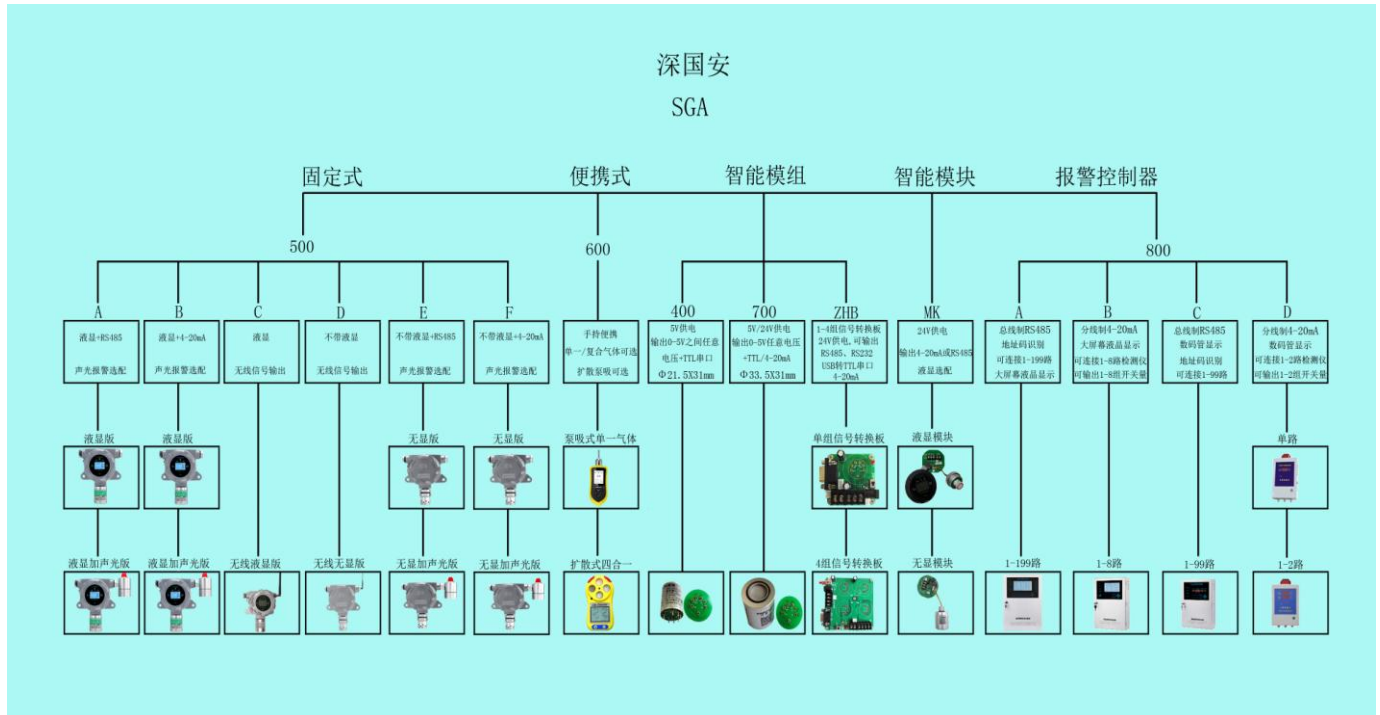 深国安
SGA
固定式
便携式
智能模组
智能模块
报警控制器
500
600
800
A
B
C
D
E
F
400
700
ZHB
MK
A
B
C
D
液显+RS485
声光报警选配
液显+4-20mA
声光报警选配
液显
无线信号输出
不带液显
无线信号输出
不带液显+RS485
声光报警选配
不带液显+4-20mA
声光报警选配
手持便携
单一/复合气体可选
扩散泵吸可选
5V供电
输出0-5V之间任意
电压+TTL串口
Φ21.5X31mm
5V/24V供电
输出0-5V任意电压
+TTL/4-20mA
Φ33.5X31mm
1-4组信号转换板
24V供电,可输出
RS485、RS232
USB转TTL串口
4-20mA
24V供电
输出4-20mA或RS485
液显选配
总线制RS485
地址码识别
可连接1-199路
大屏幕液晶显示
分线制4-20mA
大屏幕液晶显示
可连接1-8路检测仪
可输出1-8组开关量
总线制RS485
数码管显示
地址码识别
可连接1-99路
分线制4-20mA
数码管显示
可连接1-2路检测仪
可输出1-2组开关量
液显版
液显版
无显版
无显版
泵吸式单一气体
单组信号转换板
液显模块
单路
液显加声光版
液显加声光版
无线液显版
无线无显版
无显加声光版
无显加声光版
扩散式四合一
4组信号转换板
无显模块
1-199路
1-8路
1-99路
1-2路